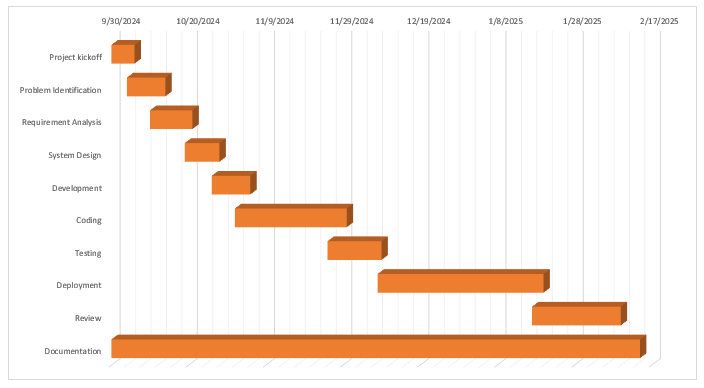 9/30/2024 10/20/2024 11/9/2024 11/29/2024 12/19/2024 1/8/2025 1/28/2025 2/17/2025
Project kickoff
Problem Identification
Requirement Analysis
System Design
Development
Coding
Testing
Deployment
Review
Documentation